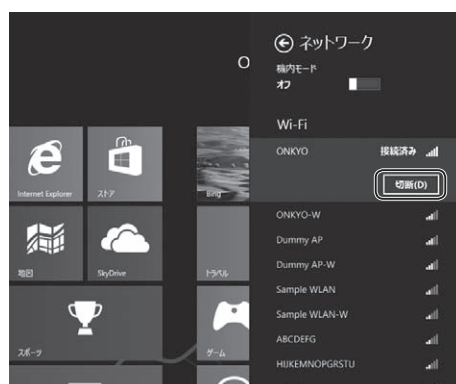 O
Internet Explorer
ストア
Bing
地図
SkyDrive
トラベル
スポーツ
ゲーム
ネットワーク
機内モード
オフ
Wi-Fi
ONKYO 接続済み
切断(D)
ONKYO-W
Dummy AP
Dummy AP-W
Sample WLAN
Sample WLAN-W
ABCDEFG
HIJKEMNOPGRSTU